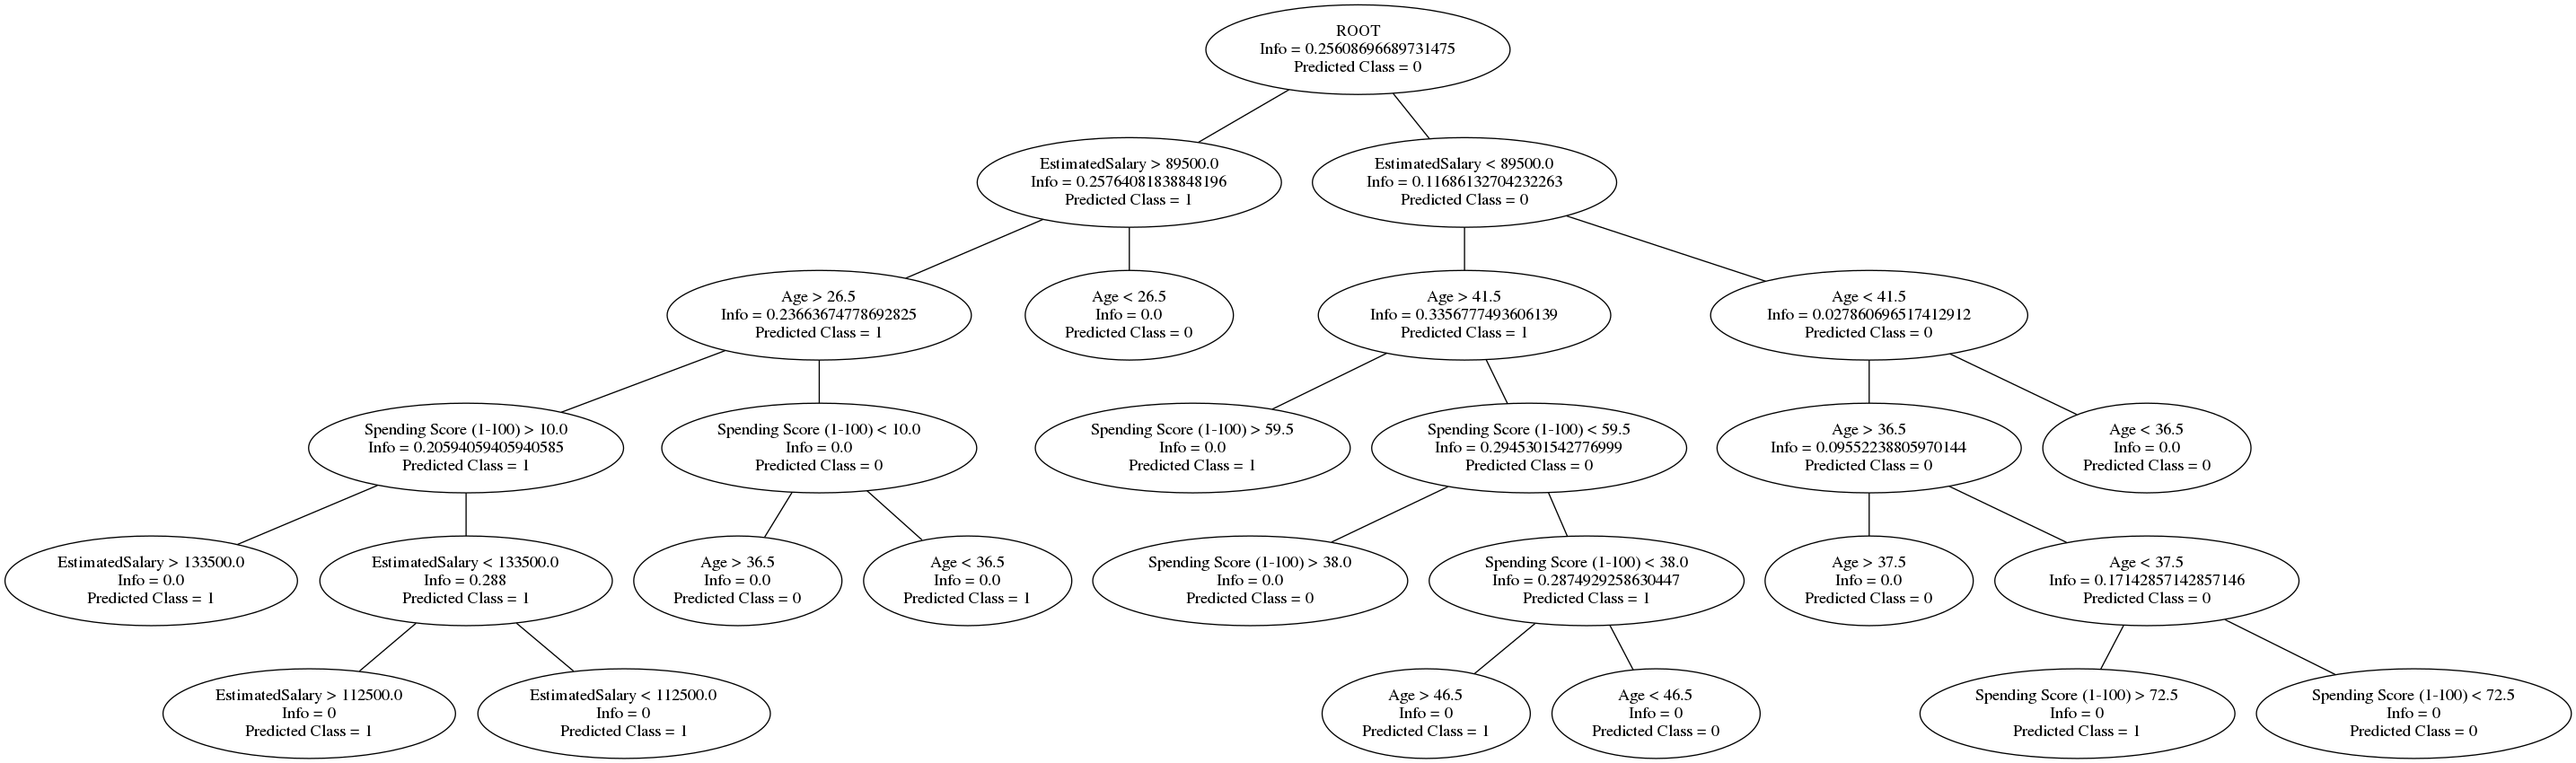 ROOT
Info = 0.25608696689731475
Predicted Class = 0
EstimatedSalary > 89500.0
Info = 0.25764081838848196
Predicted Class = 1
EstimatedSalary < 89500.0
Info = 0.11686132704232263
Predicted Class = 0
Age > 26.5
Info = 0.23663674778692825
Predicted Class = 1
Age < 26.5
Info = 0.0
Predicted Class = 0
Age > 41.5
Info = 0.3356777493606139
Predicted Class = 1
Age < 41.5
Info = 0.027860696517412912
Predicted Class = 0
Spending Score (1-100) > 10.0
Info = 0.20594059405940585
Predicted Class = 1
Spending Score (1-100) < 10.0
Info = 0.0
Predicted Class = 0
Spending Score (1-100) > 59.5
Info = 0.0
Predicted Class = 1
Spending Score (1-100) < 59.5
Info = 0.2945301542776999
Predicted Class = 0
Age > 36.5
Info = 0.09552238805970144
Predicted Class = 0
Age < 36.5
Info = 0.0
Predicted Class = 0
EstimatedSalary > 133500.0
Info = 0.0
Predicted Class = 1
EstimatedSalary < 133500.0
Info = 0.288
Predicted Class = 1
Age > 36.5
Info = 0.0
Predicted Class = 0
Age < 36.5
Info = 0.0
Predicted Class = 1
Spending Score (1-100) > 38.0
Info = 0.0
Predicted Class = 0
Spending Score (1-100) < 38.0
Info = 0.2874929258630447
Predicted Class = 1
Age > 37.5
Info = 0.0
Predicted Class = 0
Age < 37.5
Info = 0.17142857142857146
Predicted Class = 0
EstimatedSalary > 112500.0
Info = 0
Predicted Class = 1
EstimatedSalary < 112500.0
Info = 0
Predicted Class = 1
Age > 46.5
Info = 0
Predicted Class = 1
Age < 46.5
Info = 0
Predicted Class = 0
Spending Score (1-100) > 72.5
Info = 0
Predicted Class = 1
Spending Score (1-100) < 72.5
Info = 0
Predicted Class = 0